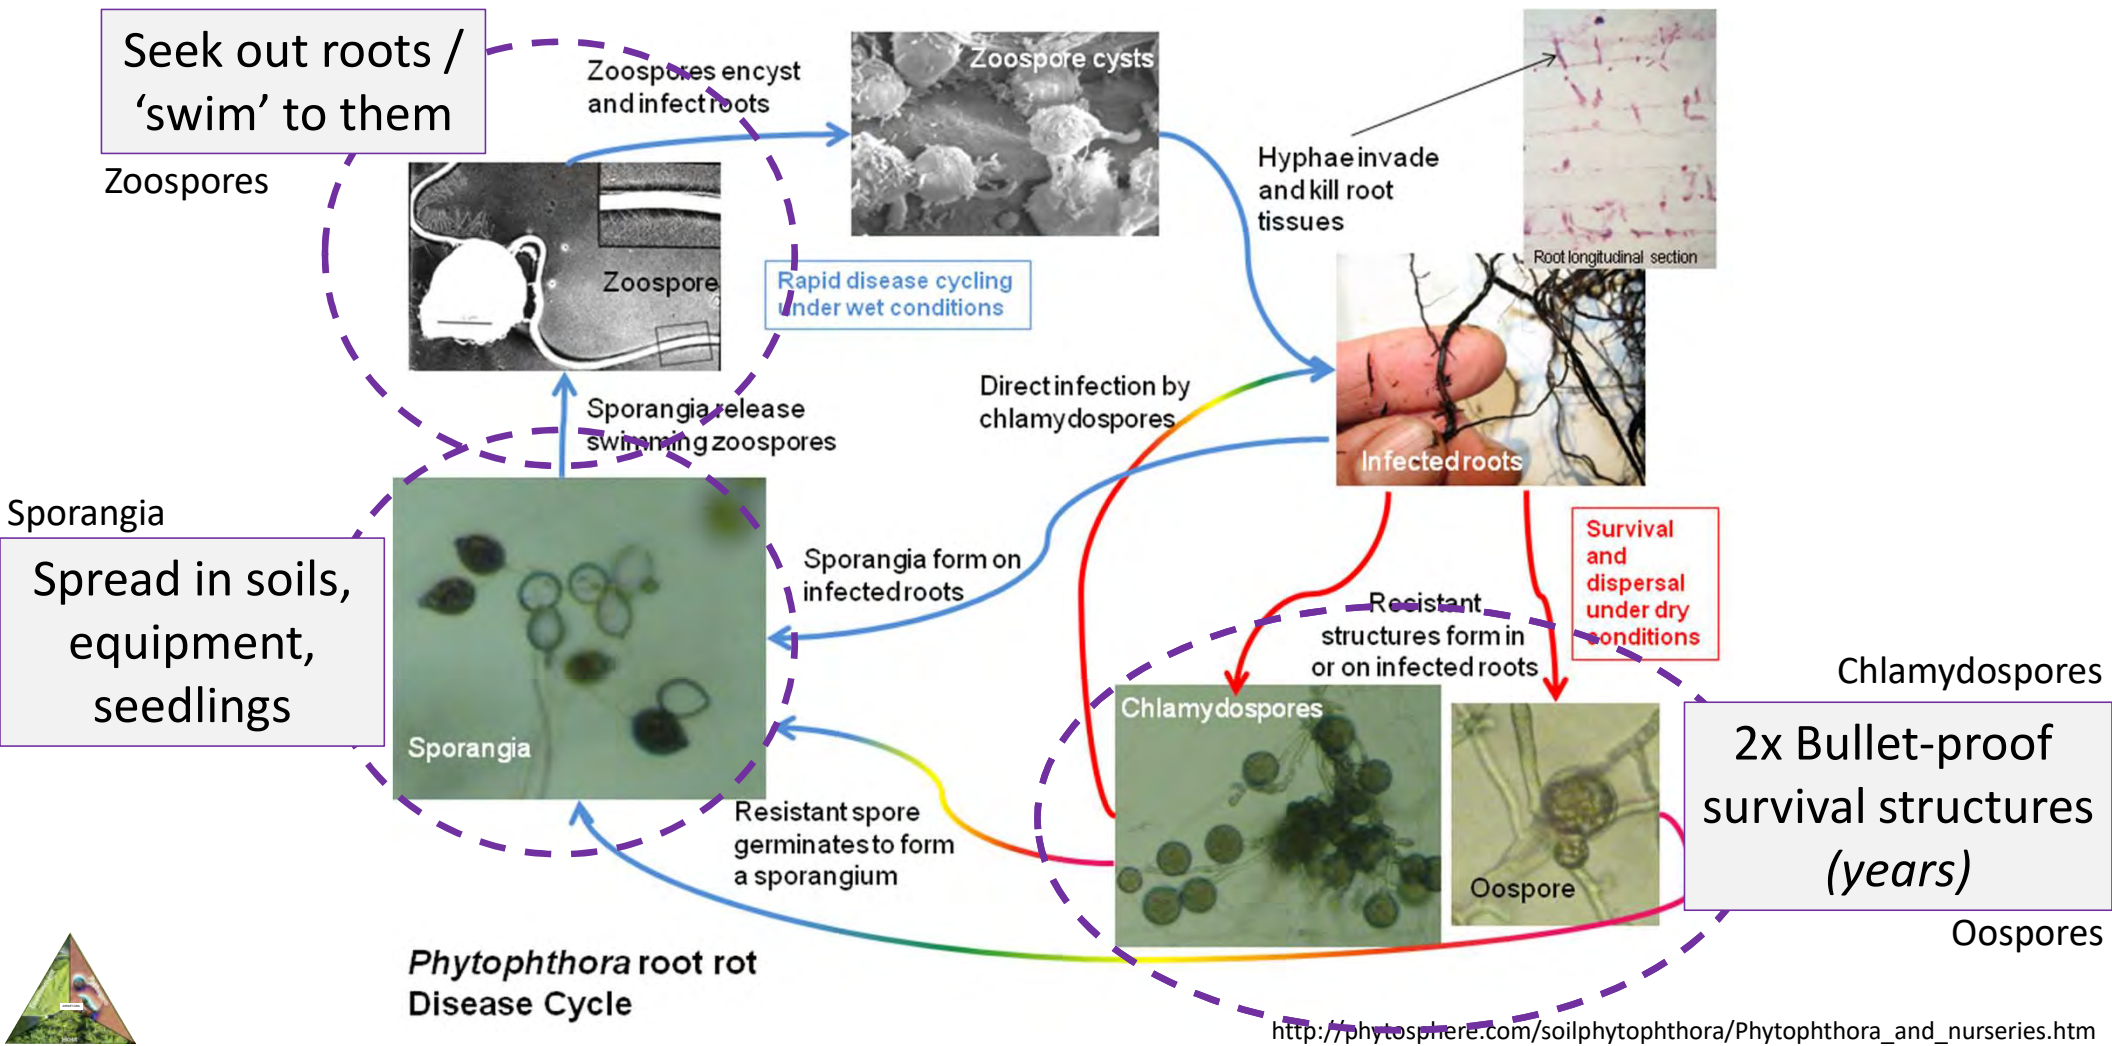 Seek out roots /
‘swim’ to them
Zoospores
Zoospores encyst
and infect roots
Zoospore cysts
Hyphae invade
and kill root
tissues
Root longitudinal section
Zoospore
Rapid disease cycling
under wet conditions
Sporangia release
swimming zoospores
Direct infection by
chlamydospores
Infected roots
Sporangia
Spread in soils,
equipment,
seedlings
Sporangia
Sporangia form on
infected roots
Survival
and
dispersal
under dry
conditions
Resistant
structures form in
or on infected roots
Chlamydospores
Oospore
Chlamydospores
2x Bullet-proof
survival structures
(years)
Oospores
Resistant spore
germinates to form
a sporangium
Phytophthora root rot
Disease Cycle
http://phytosphere.com/soilphytophthora/Phytophthora_and_nurseries.htm